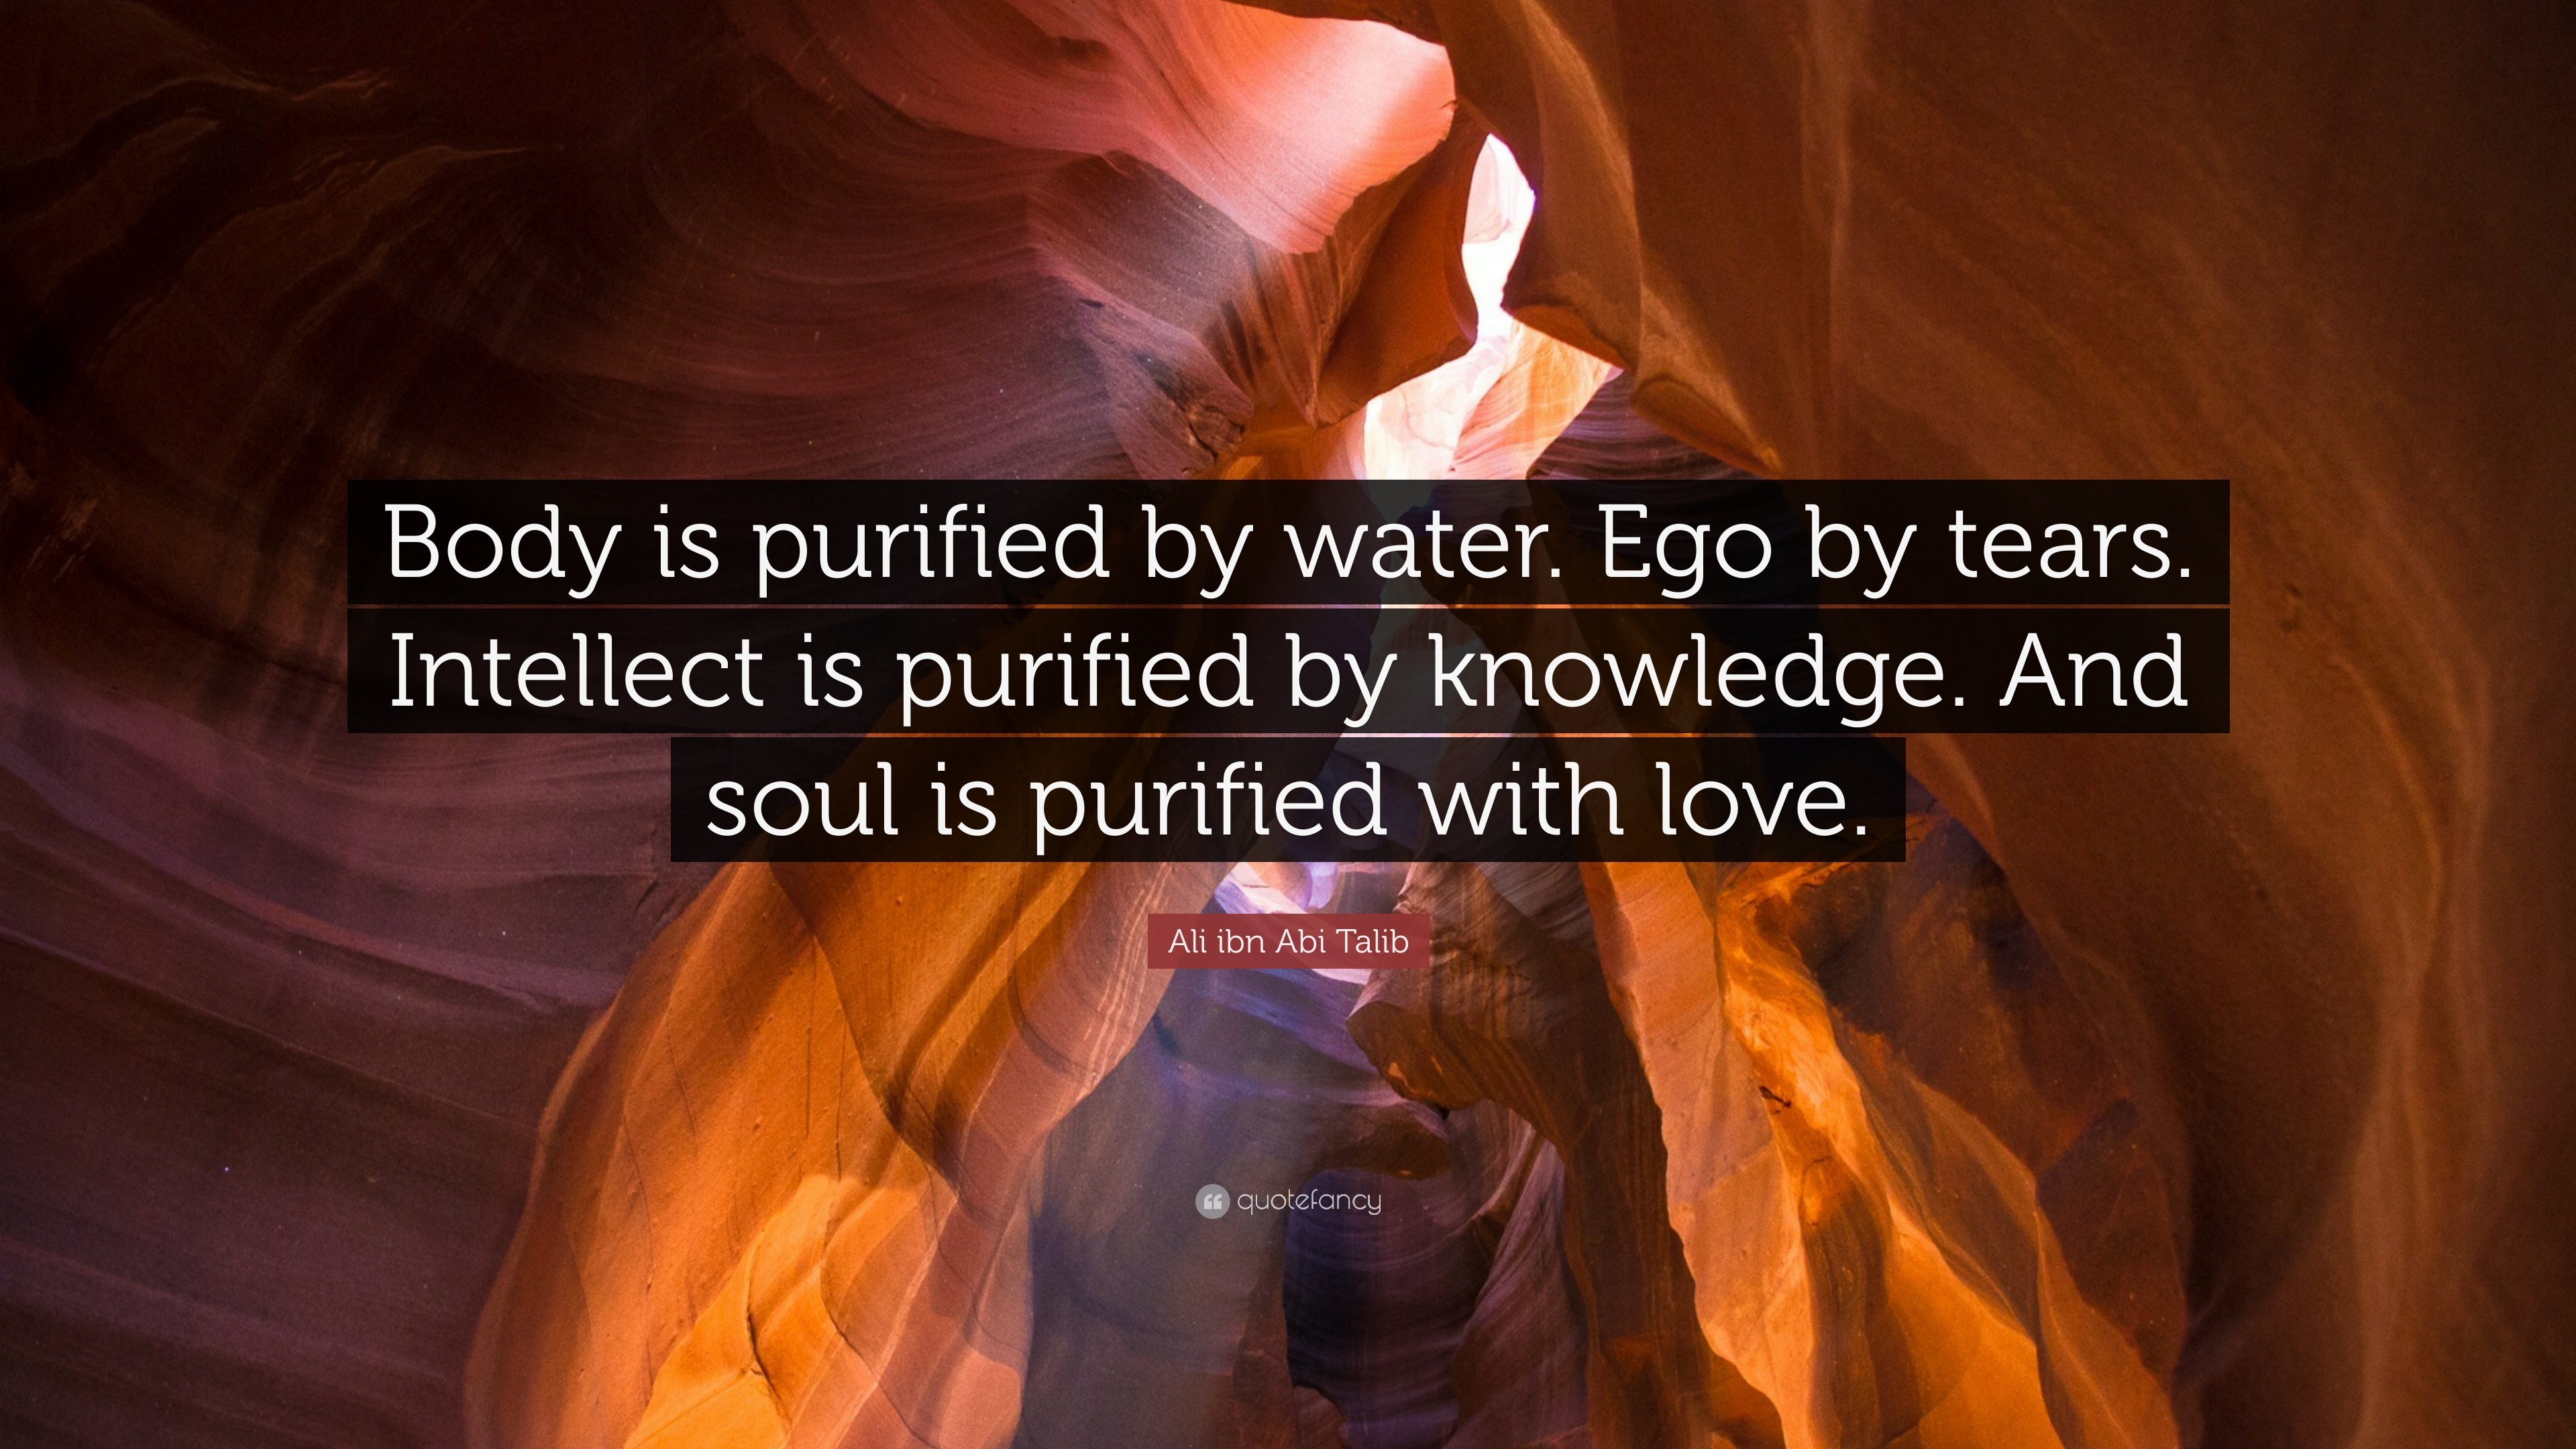 Body is purified by water. Ego by tears.
Intellect is purified by knowledge. And
soul is purified with love.
Ali ibn Abi Talib
quotefancy